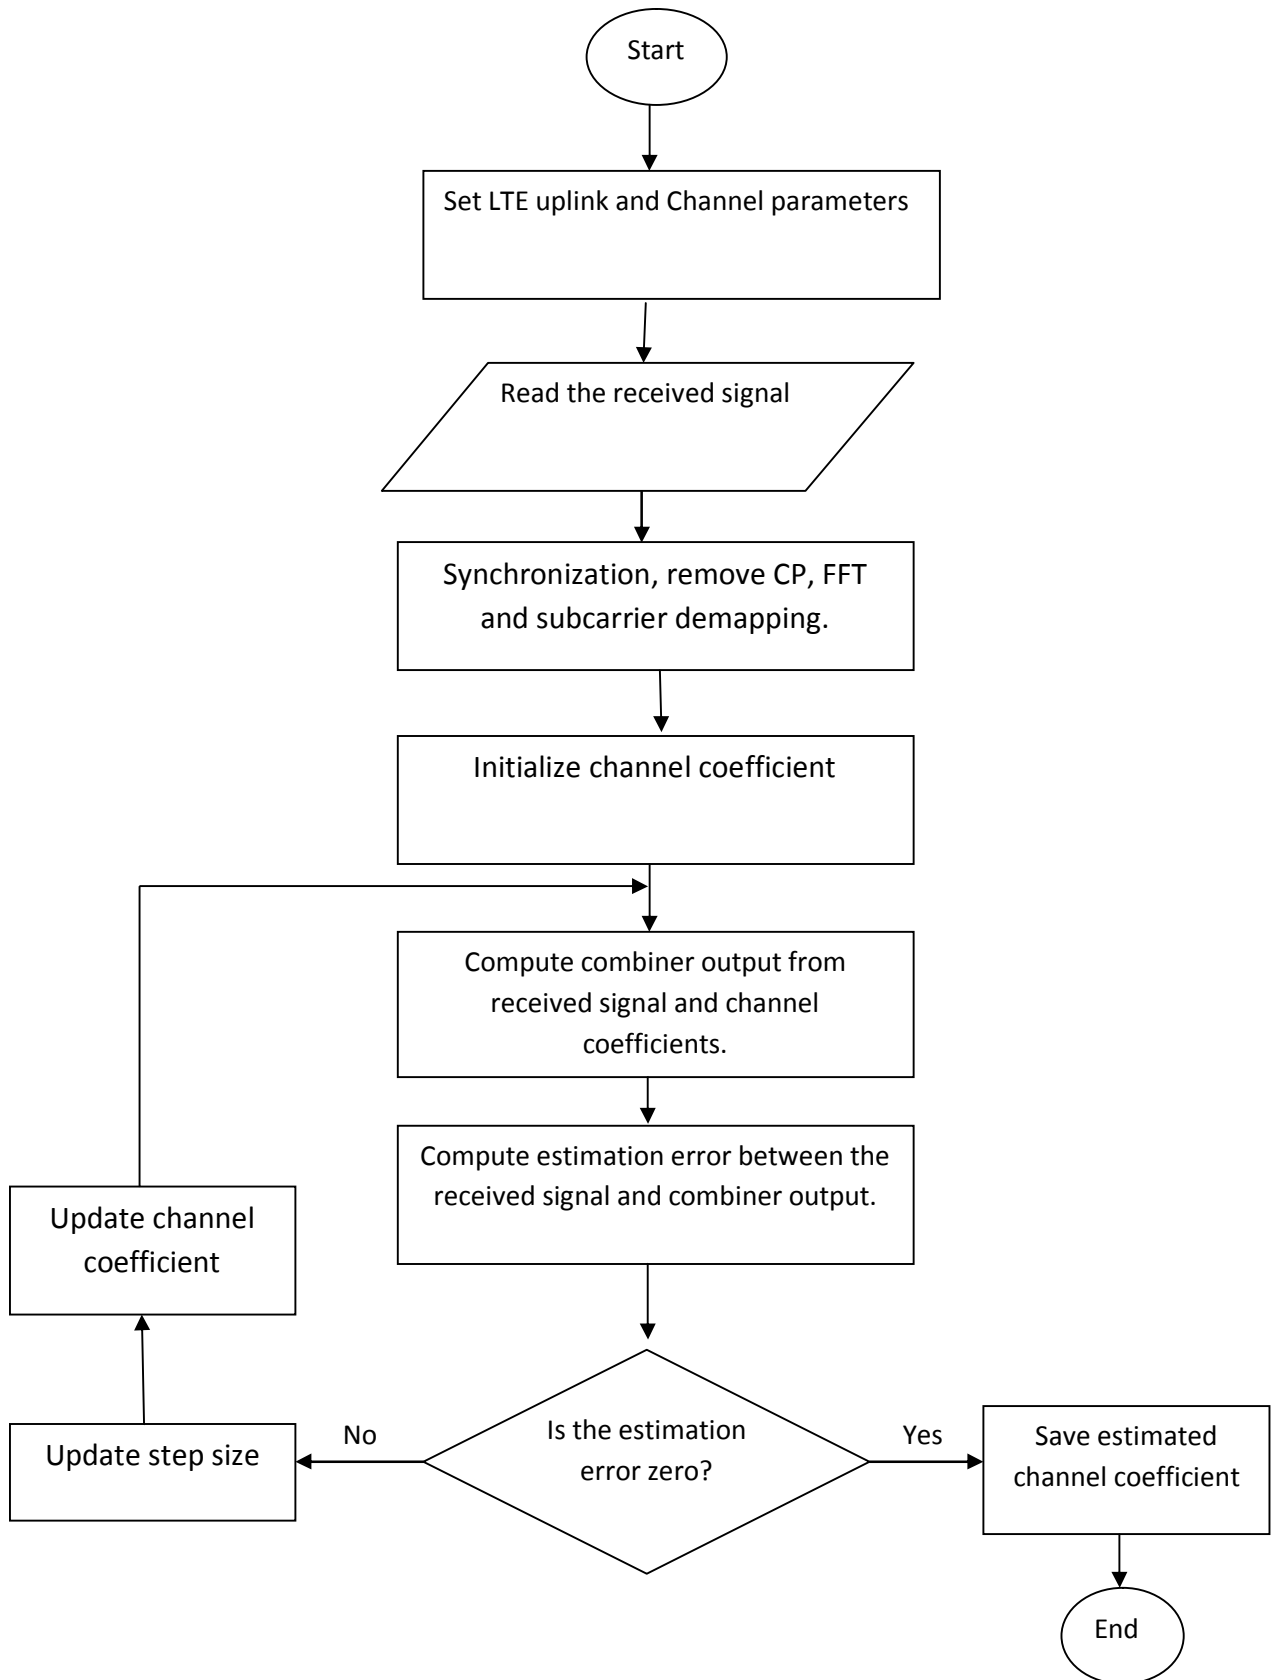 Start
Set LTE uplink and Channel parameters
Read the received signal
Synchronization, remove CP, FFT
and subcarrier demapping.
Initialize channel coefficient
Compute combiner output from
received signal and channel
coefficients.
Compute estimation error between the
received signal and combiner output.
Update channel
coefficient
Is the estimation
error zero?
No
Update step size
Yes
Save estimated
channel coefficient
End